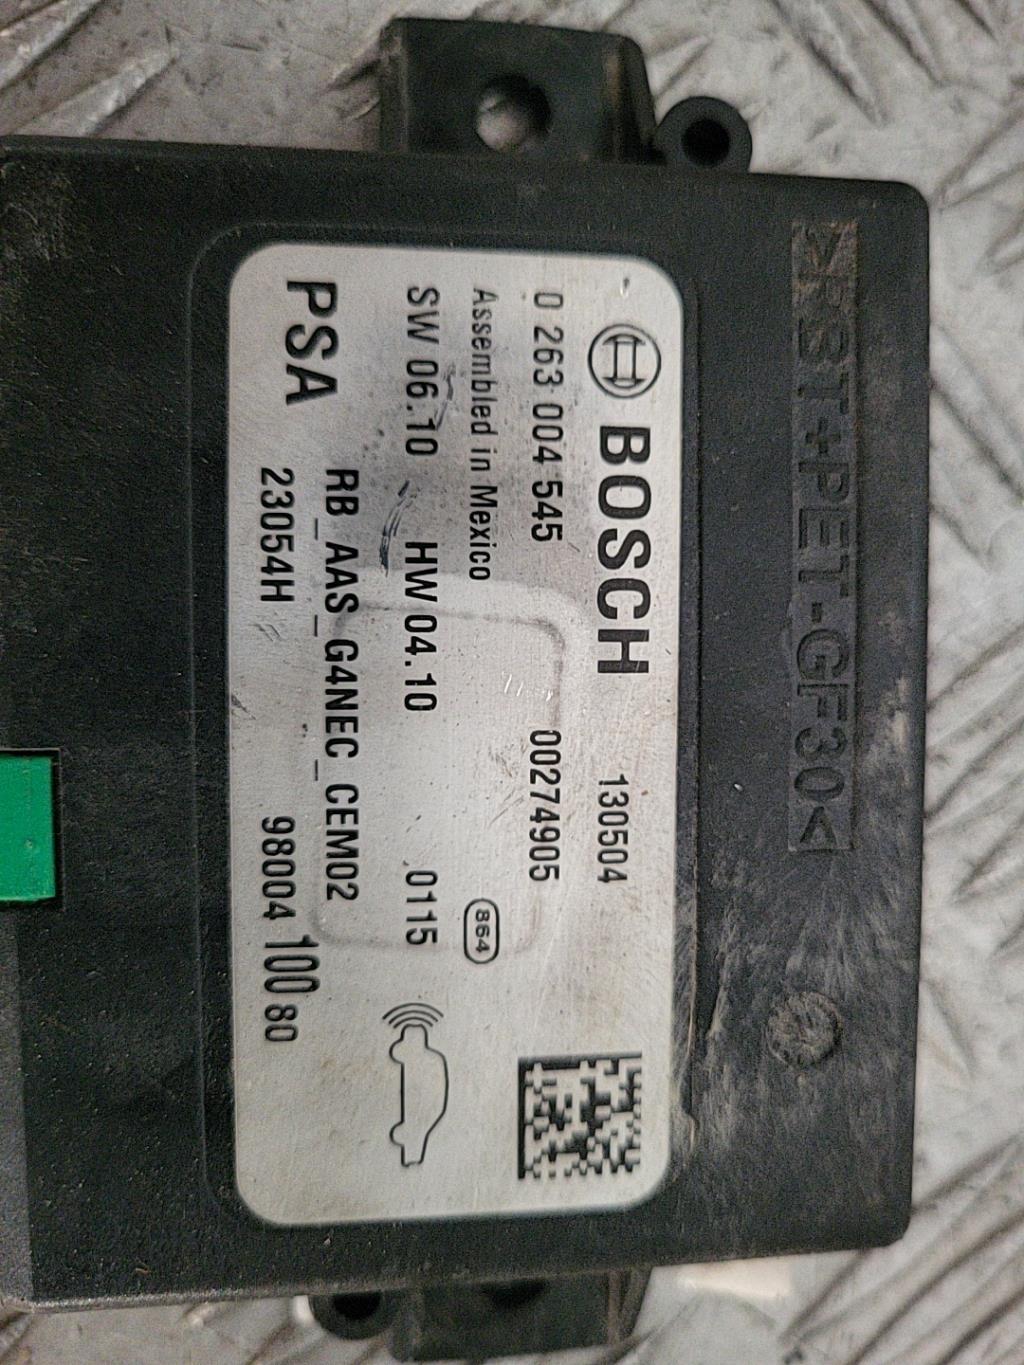 >PBT+PET-GF30<
BOSCH 130504
0 263 004 545 00274905
Assembled in Mexico 864
SW 06.10 HW 04.10 .0115
RB_AAS_G4NEC_CEM02
PSA 23054H 98004 100 80